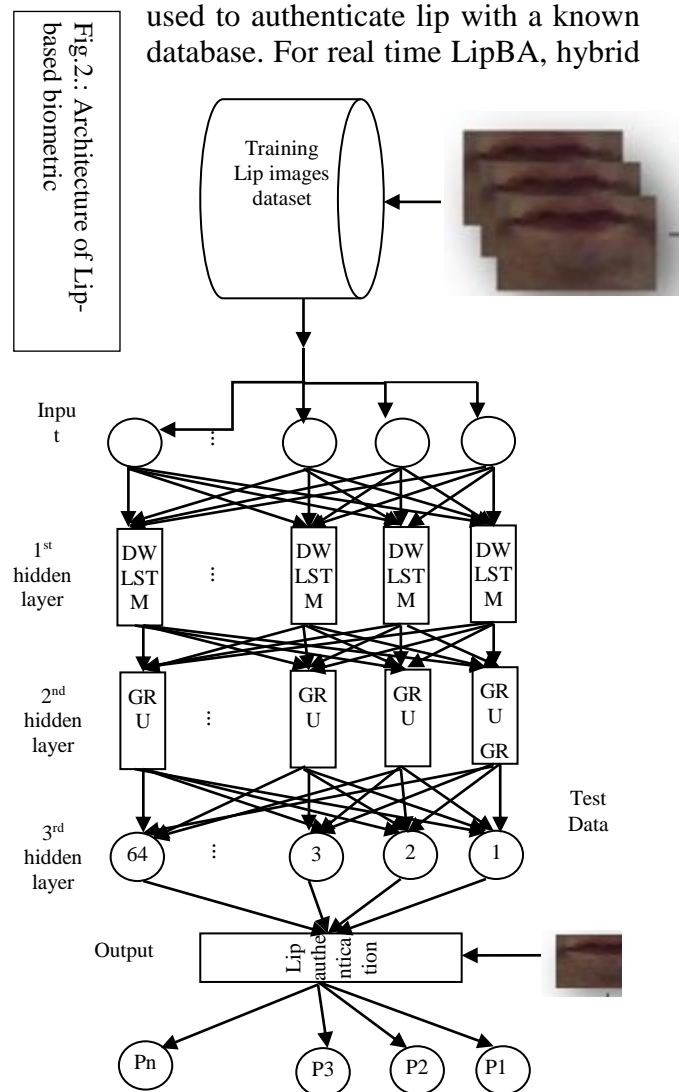 used to authenticate lip with a known
database. For real time LipBA, hybrid
Fig.2.: Architecture of Lip-
based biometric
Training
Lip images
dataset
Inpu
t
...
1st
hidden
layer
DW
LST
M
...
DW
LST
M
DW
LST
M
DW
LST
M
2nd
hidden
layer
GR
U
...
GR
U
GR
U
GR
U
GR
Test
Data
3rd
hidden
layer
64
...
3
2
1
Output
Lip
authe
ntica
tion
Pn
P3
P2
P1